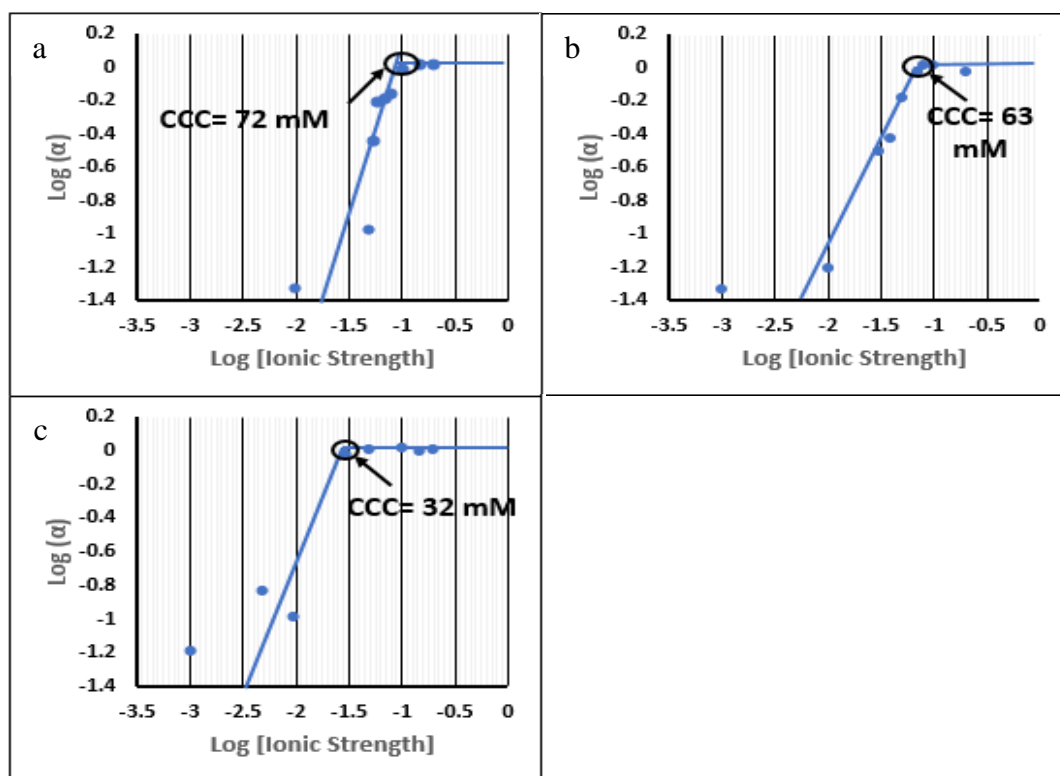 a
0.2
0
-0.2
-0.4
-0.6
-0.8
-1
-1.2
-1.4
Log (α)
CCC= 72 mM
-3.5 -3 -2.5 -2 -1.5 -1 -0.5 0
Log [Ionic Strength]
b
0.2
0
-0.2
-0.4
-0.6
-0.8
-1
-1.2
-1.4
Log (α)
CCC= 63
mM
-3.5 -3 -2.5 -2 -1.5 -1 -0.5 0
Log [Ionic Strength]
c
0.2
0
-0.2
-0.4
-0.6
-0.8
-1
-1.2
-1.4
Log (α)
CCC= 32 mM
-3.5 -3 -2.5 -2 -1.5 -1 -0.5 0
Log [Ionic Strength]